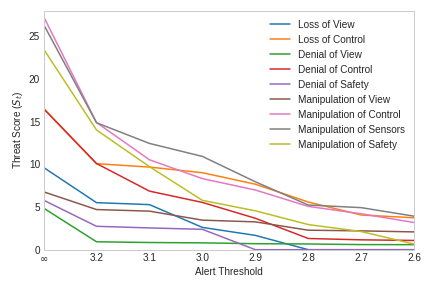 Threat Score (St)
25
20
15
10
5
0
∞ 3.2 3.1 3.0 2.9 2.8 2.7 2.6
Alert Threshold
Loss of View
Loss of Control
Denial of View
Denial of Control
Denial of Safety
Manipulation of View
Manipulation of Control
Manipulation of Sensors
Manipulation of Safety